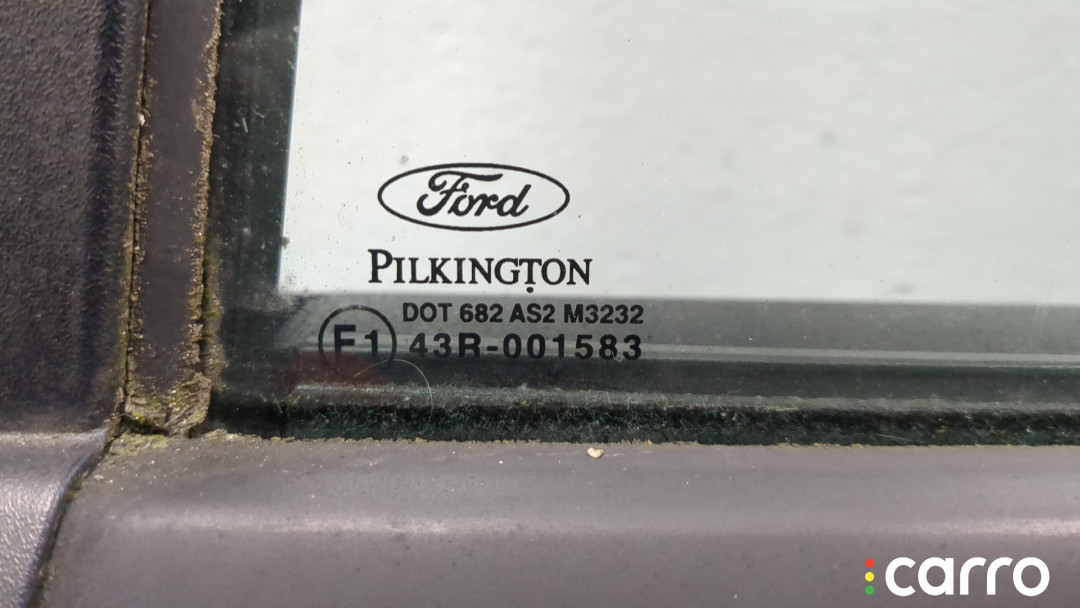 Ford
PILKINGTON
DOT 682 AS2 M3232
E1 43R-001583
carro